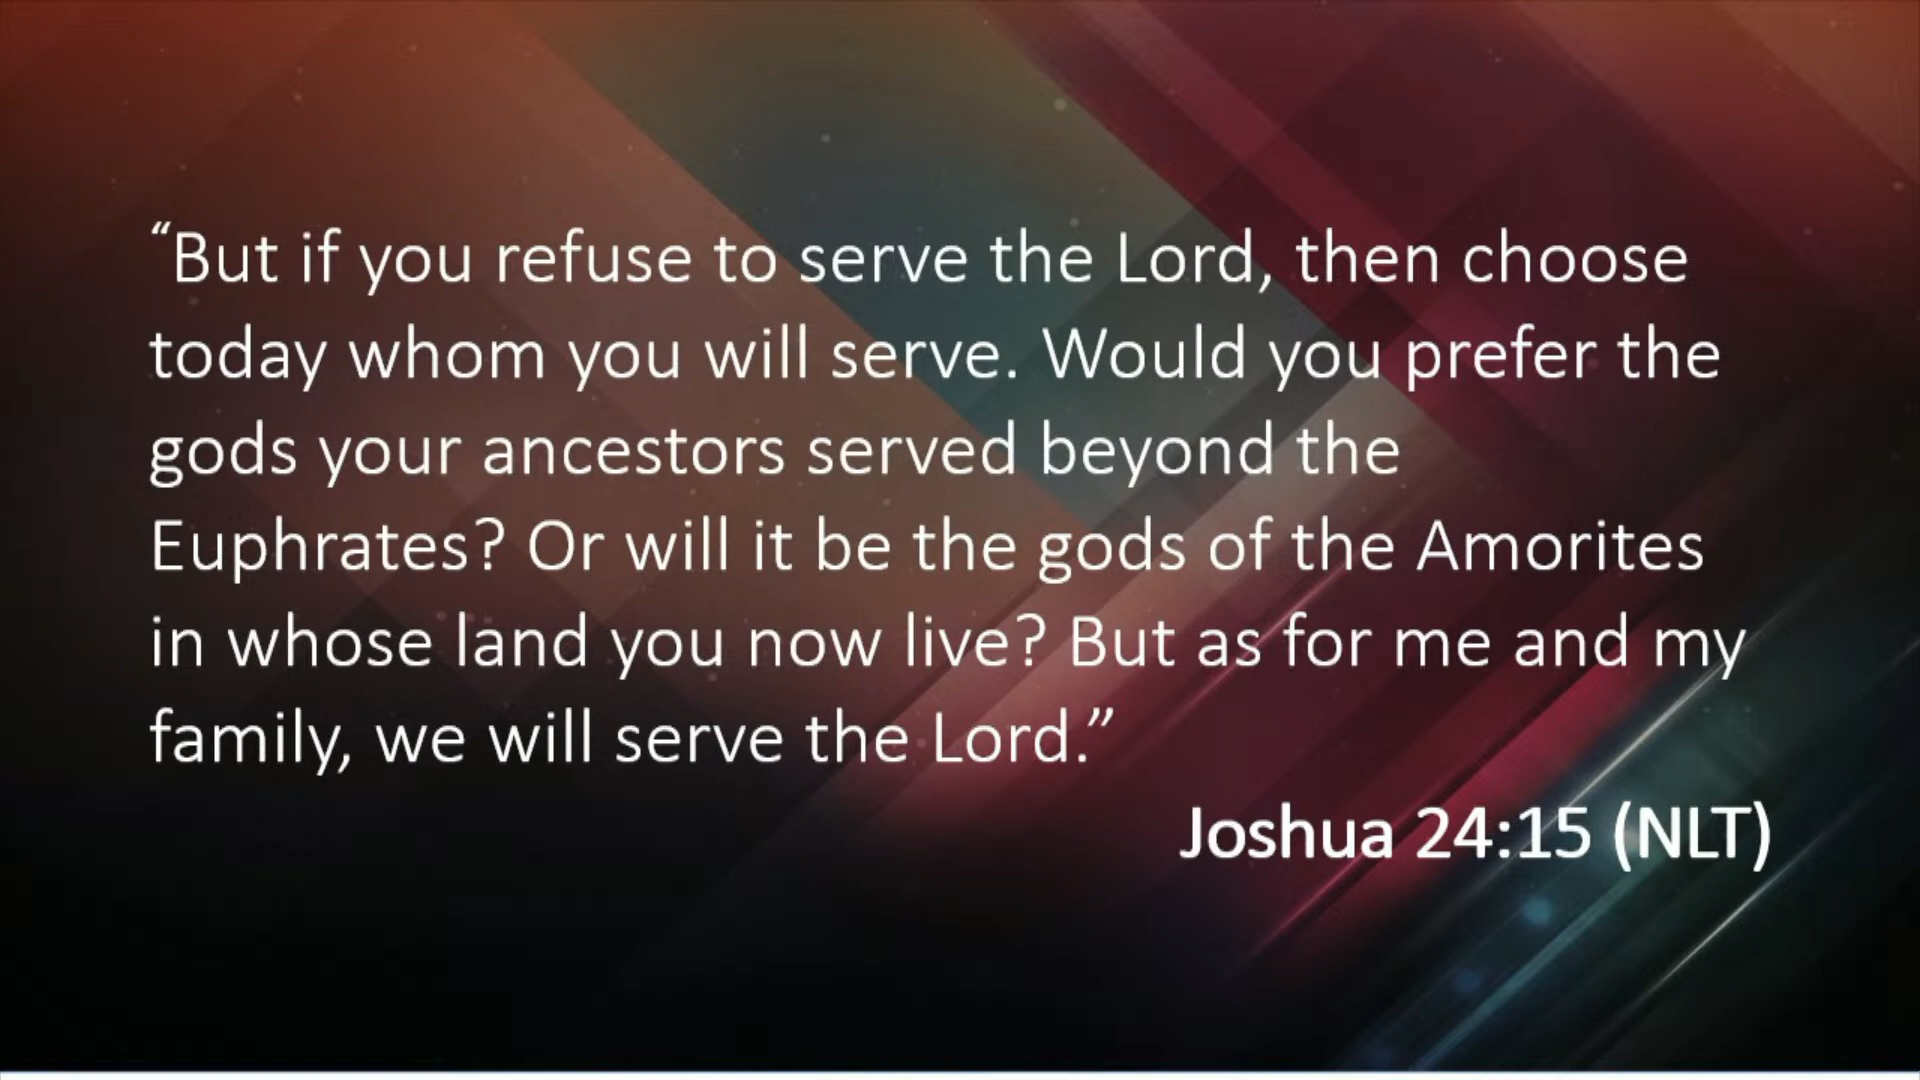 “But if you refuse to serve the Lord, then choose
today whom you will serve. Would you prefer the
gods your ancestors served beyond the
Euphrates? Or will it be the gods of the Amorites
in whose land you now live? But as for me and my
family, we will serve the Lord.”
Joshua 24:15 (NLT)